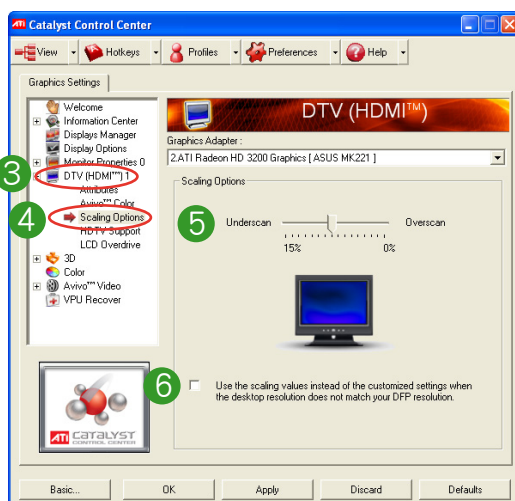 ATI Catalyst Control Center
View Hotkeys Profiles Preferences Help
Graphics Settings
Welcome
Information Center
Displays Manager
Display Options
Monitor Properties 0
3 DTV (HDMI™) 1
Attributes
Avivo™ Color
4 Scaling Options
HDTV Support
LCD Overdrive
3D
Color
Avivo™ Video
VPU Recover
ATI CATALYST
CONTROL CENTER
DTV (HDMI™)
Graphics Adapter :
2.ATI Radeon HD 3200 Graphics [ ASUS MK221 ]
Scaling Options
5 Underscan Overscan
15% 0%
6 Use the scaling values instead of the customized settings when
the desktop resolution does not match your DFP resolution.
Basic... OK Apply Discard Defaults